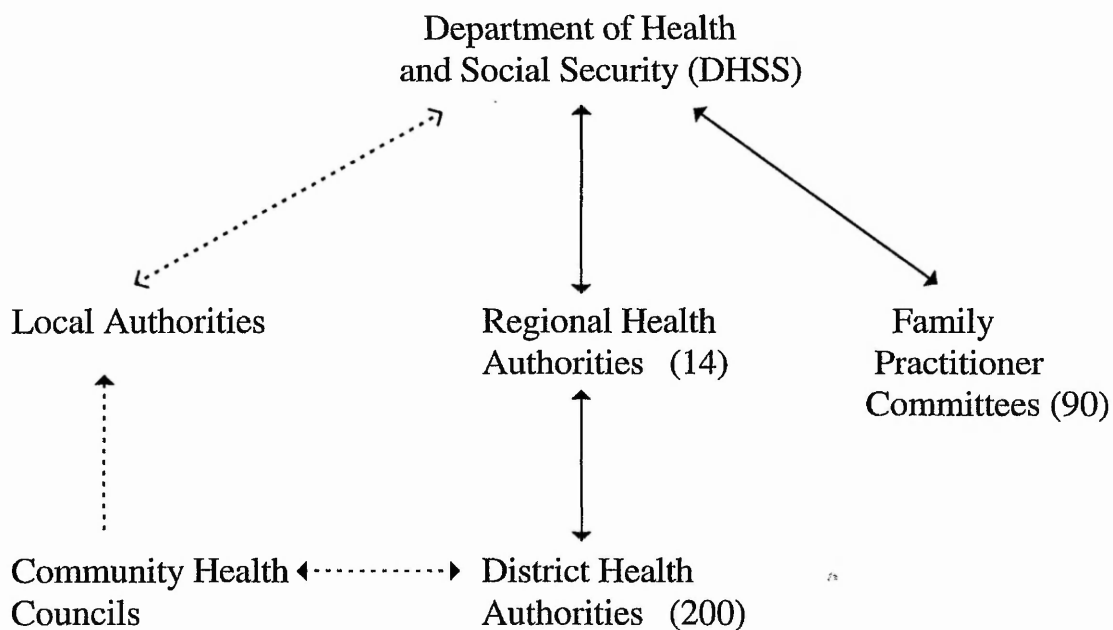 Department of Health
and Social Security (DHSS)
Local Authorities
Regional Health
Authorities (14)
Family
Practitioner
Committees (90)
Community Health
Councils
District Health
Authorities (200)